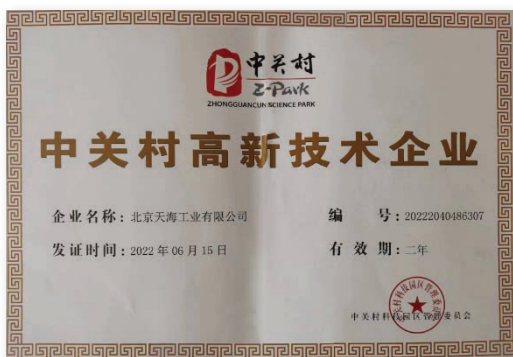 中关村
Z-Park
ZHONGGUANCUN SCIENCE PARK
中关村高新技术企业
企业名称：北京天海工业有限公司
编 号：20222040486307
发证时间：2022 年 06 月 15 日
有 效 期：二年
中关村科技园区管理委员会